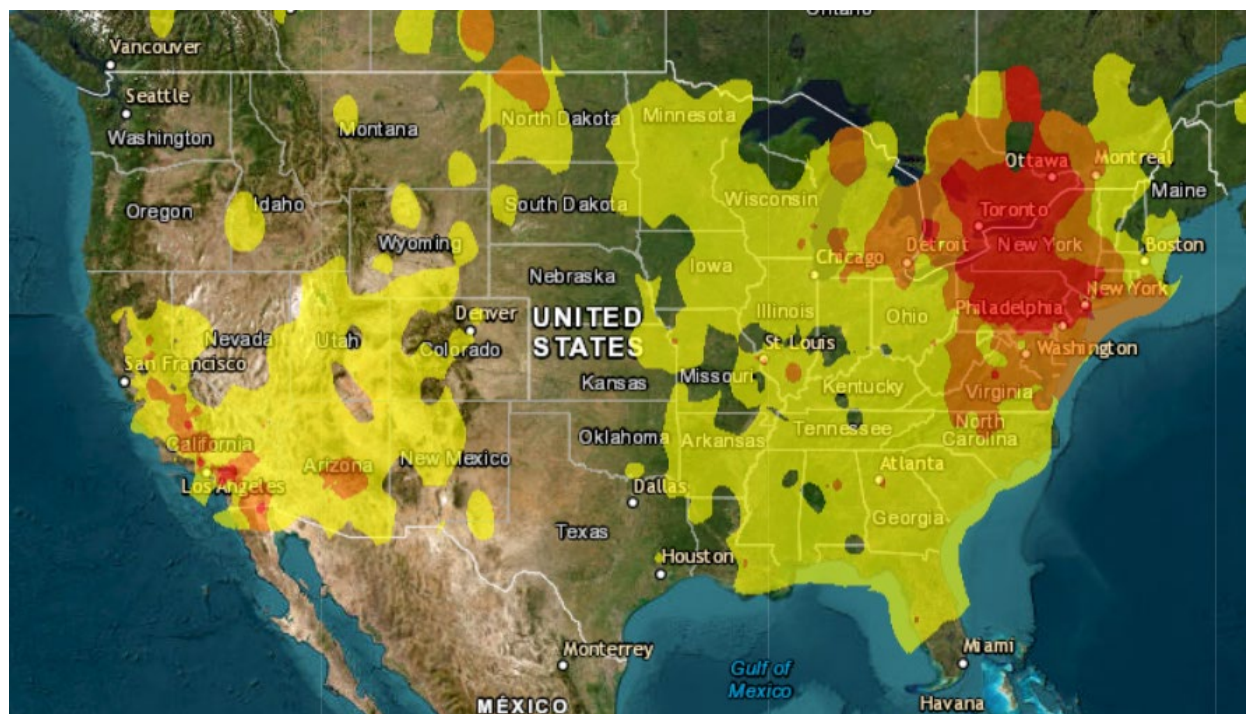 Ontario
Vancouver
Seattle
Washington
Montana
North Dakota
Minnesota
Ottawa
Montreal
Maine
Oregon
Idaho
South Dakota
Wisconsin
Toronto
Wyoming
Detroit
New York
Boston
Chicago
Iowa
Nebraska
New York
Denver
UNITED
STATES
Illinois
Ohio
Philadelphia
Nevada
Utah
Colorado
St Louis
Washington
San Francisco
Kansas
Missouri
Kentucky
Virginia
California
Arizona
New Mexico
Oklahoma
Arkansas
Tennessee
North
Carolina
Los Angeles
Dallas
Atlanta
Texas
Georgia
Houston
Monterrey
Gulf of
Mexico
Miami
MÉXICO
Havana